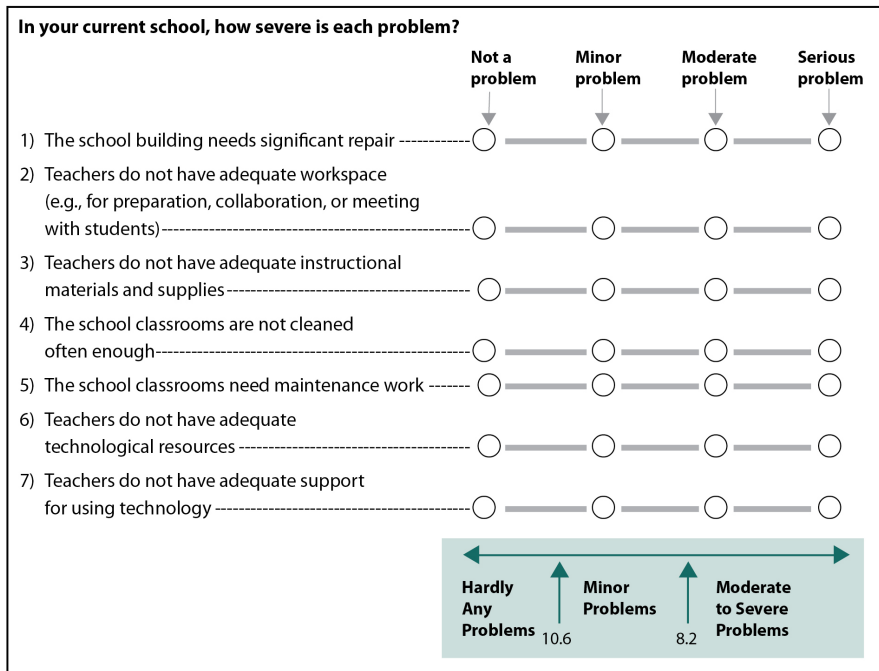 In your current school, how severe is each problem?
Not a problem
Minor problem
Moderate problem
Serious problem
1) The school building needs significant repair
2) Teachers do not have adequate workspace
(e.g., for preparation, collaboration, or meeting
with students)
3) Teachers do not have adequate instructional
materials and supplies
4) The school classrooms are not cleaned
often enough
5) The school classrooms need maintenance work
6) Teachers do not have adequate
technological resources
7) Teachers do not have adequate support
for using technology
Hardly
Any
Problems
10.6
Minor
Problems
8.2
Moderate
to Severe
Problems